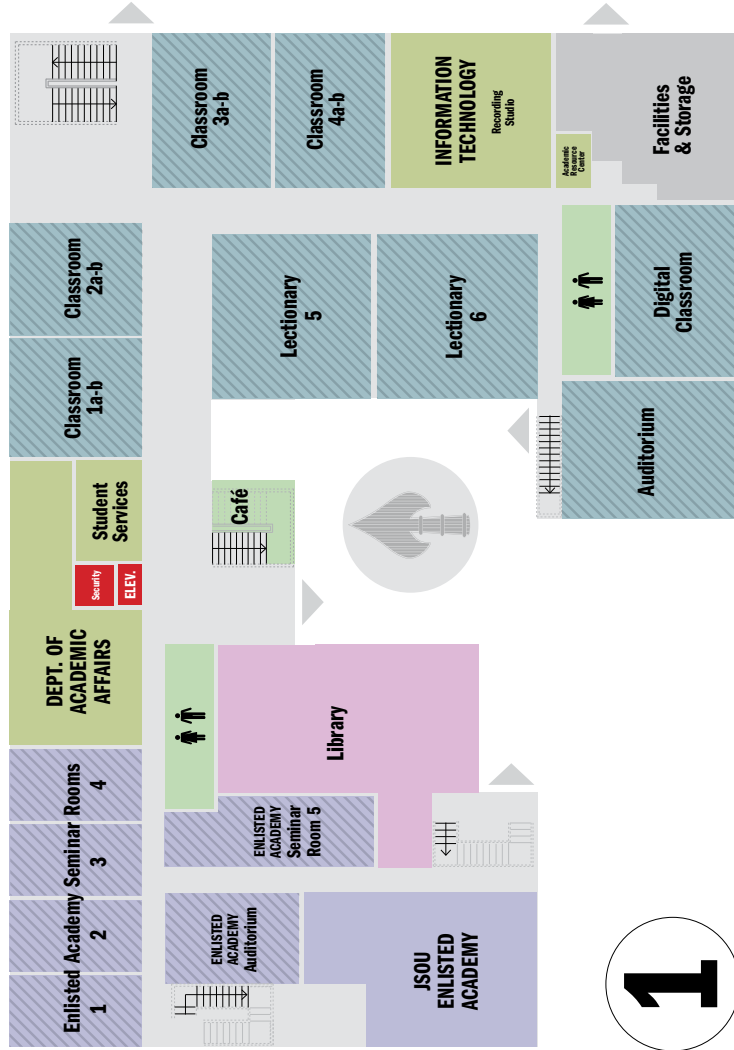 Classroom
3a-b
Classroom
4a-b
INFORMATION
TECHNOLOGY
Recording
Studio
Academic
Resource
Center
Facilities
& Storage
Classroom
2a-b
Classroom
1a-b
Lectionary
5
Lectionary
6
Digital
Classroom
Auditorium
Student
Services
Security
ELEV.
Café
DEPT. OF
ACADEMIC
AFFAIRS
Library
Enlisted Academy Seminar Rooms
1
2
3
4
ENLISTED
ACADEMY
Seminar
Room 5
ENLISTED
ACADEMY
Auditorium
JSOU
ENLISTED
ACADEMY
1